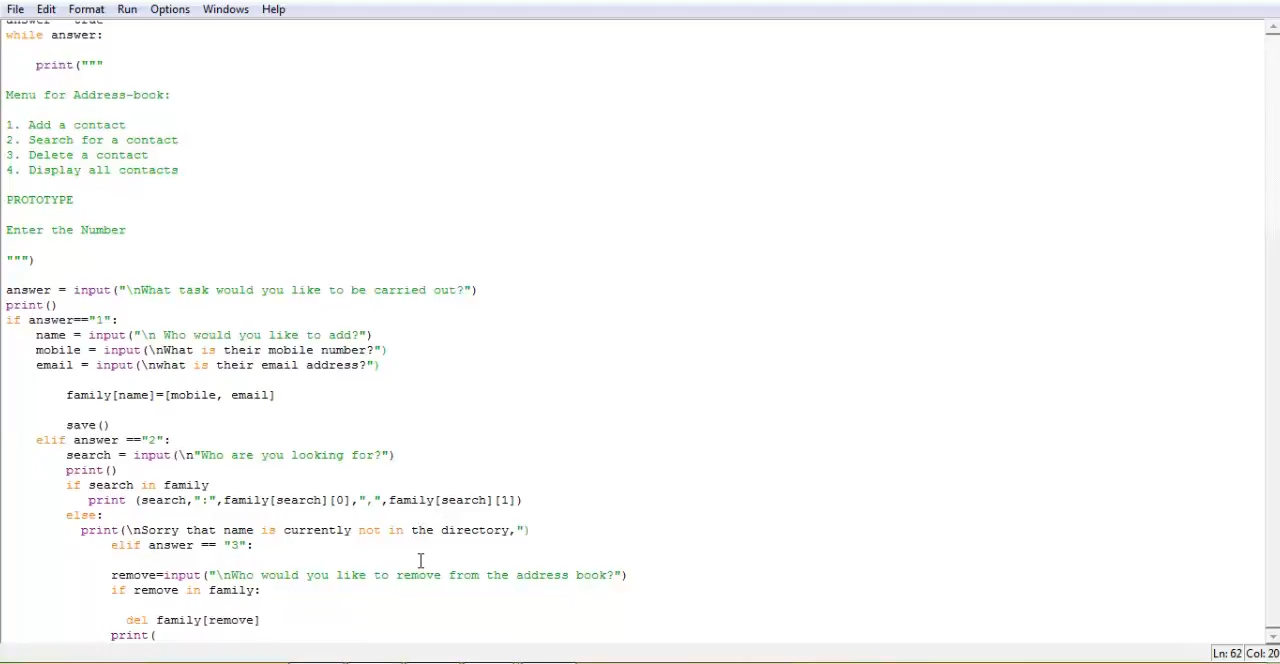 File Edit Format Run Options Windows Help
while answer:
print("""
Menu for Address-book:
1. Add a contact
2. Search for a contact
3. Delete a contact
4. Display all contacts
PROTOTYPE
Enter the Number
""")
answer = input("\nWhat task would you like to be carried out?")
print()
if answer=="1":
name = input("\n Who would you like to add?")
mobile = input(\nWhat is their mobile number?")
email = input(\nwhat is their email address?")
family[name]=[mobile, email]
save()
elif answer =="2":
search = input(\n"Who are you looking for?")
print()
if search in family
print (search,":",family[search][0],",",family[search][1])
else:
print(\nSorry that name is currently not in the directory,")
elif answer == "3":
remove=input("\nWho would you like to remove from the address book?")
if remove in family:
del family[remove]
print(
Ln: 62 Col: 20